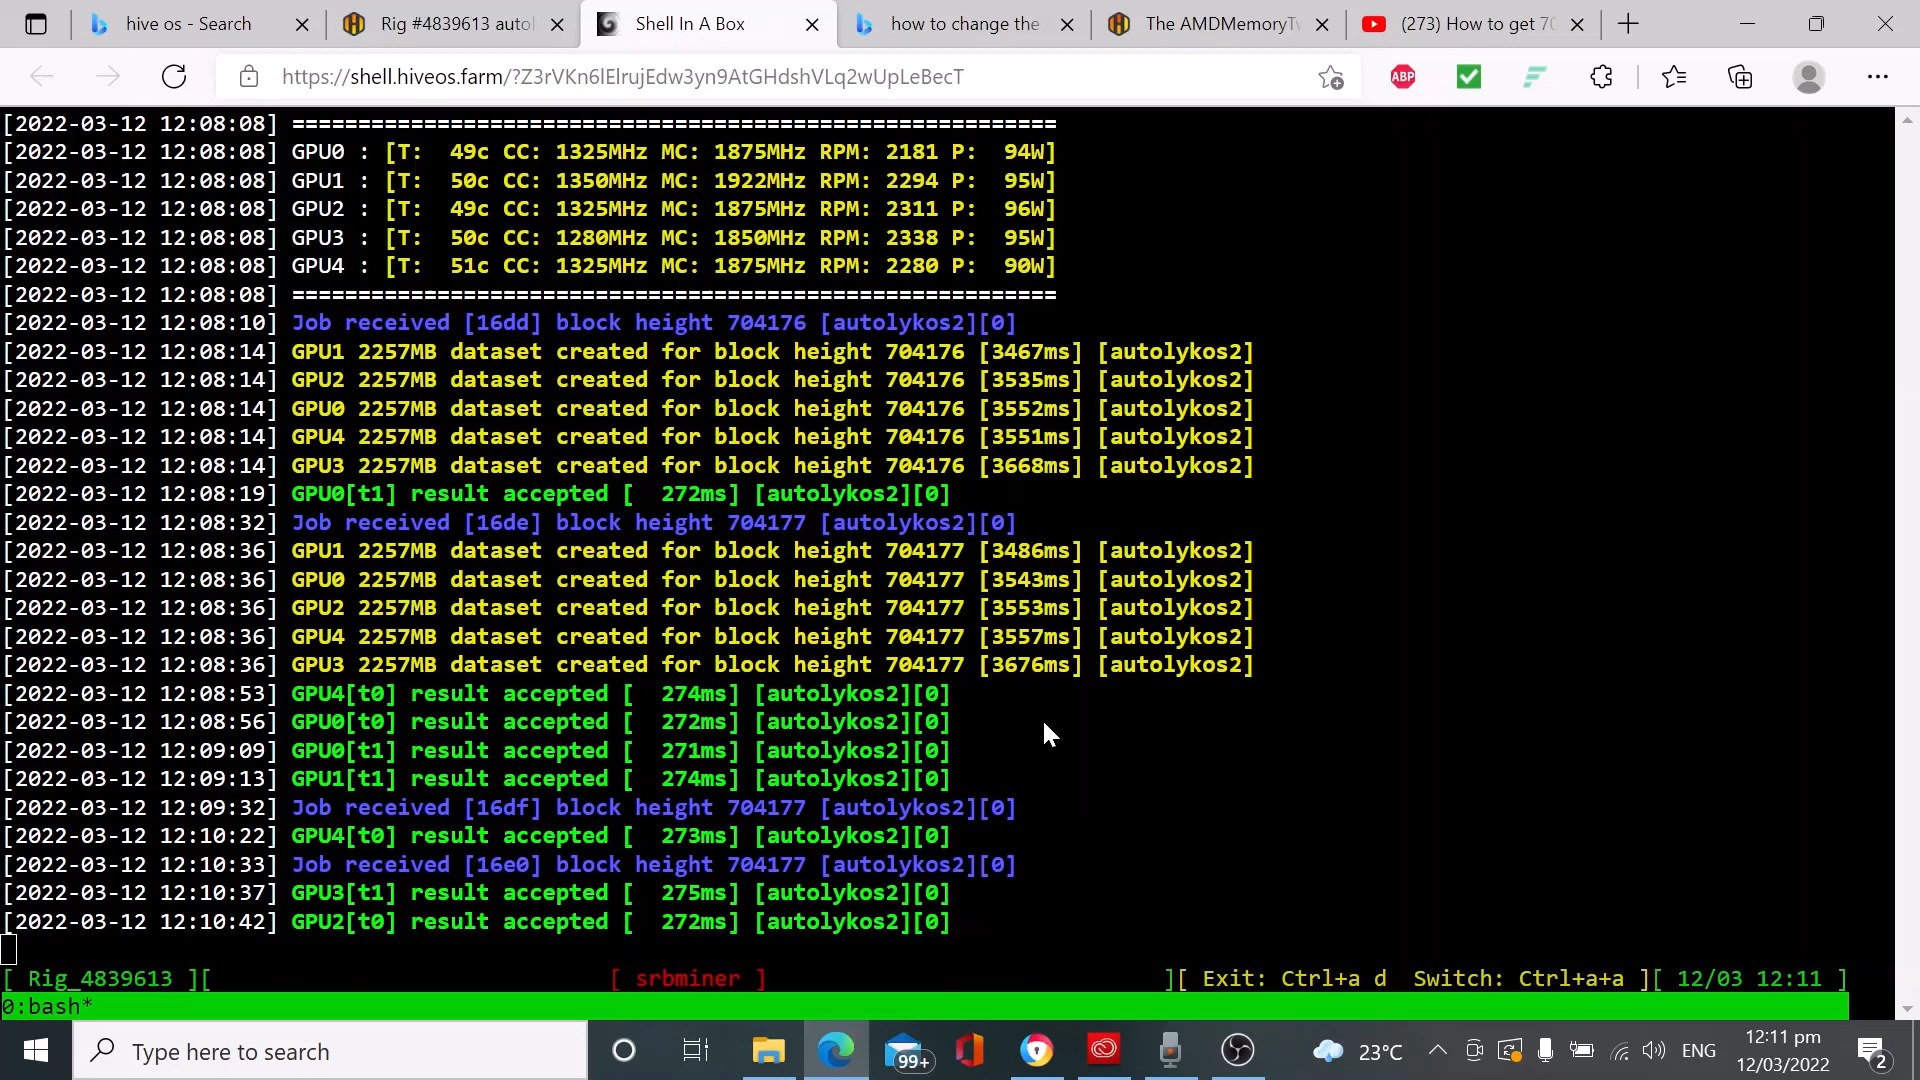 hive os - Search
Rig #4839613 autol
Shell In A Box
how to change the
The AMDMemoryTw
(273) How to get 70
https://shell.hiveos.farm/?Z3rVKn6lElrujEdw3yn9AtGHdshVLq2wUpLeBecT
ABP
[2022-03-12 12:08:08] ==========================================================
[2022-03-12 12:08:08] GPU0 : [T:  49c CC: 1325MHz MC: 1875MHz RPM: 2181 P:  94W]
[2022-03-12 12:08:08] GPU1 : [T:  50c CC: 1350MHz MC: 1922MHz RPM: 2294 P:  95W]
[2022-03-12 12:08:08] GPU2 : [T:  49c CC: 1325MHz MC: 1875MHz RPM: 2311 P:  96W]
[2022-03-12 12:08:08] GPU3 : [T:  50c CC: 1280MHz MC: 1850MHz RPM: 2338 P:  95W]
[2022-03-12 12:08:08] GPU4 : [T:  51c CC: 1325MHz MC: 1875MHz RPM: 2280 P:  90W]
[2022-03-12 12:08:08] ==========================================================
[2022-03-12 12:08:10] Job received [16dd] block height 704176 [autolykos2][0]
[2022-03-12 12:08:14] GPU1 2257MB dataset created for block height 704176 [3467ms] [autolykos2]
[2022-03-12 12:08:14] GPU2 2257MB dataset created for block height 704176 [3535ms] [autolykos2]
[2022-03-12 12:08:14] GPU0 2257MB dataset created for block height 704176 [3552ms] [autolykos2]
[2022-03-12 12:08:14] GPU4 2257MB dataset created for block height 704176 [3551ms] [autolykos2]
[2022-03-12 12:08:14] GPU3 2257MB dataset created for block height 704176 [3668ms] [autolykos2]
[2022-03-12 12:08:19] GPU0[t1] result accepted [  272ms] [autolykos2][0]
[2022-03-12 12:08:32] Job received [16de] block height 704177 [autolykos2][0]
[2022-03-12 12:08:36] GPU1 2257MB dataset created for block height 704177 [3486ms] [autolykos2]
[2022-03-12 12:08:36] GPU0 2257MB dataset created for block height 704177 [3543ms] [autolykos2]
[2022-03-12 12:08:36] GPU2 2257MB dataset created for block height 704177 [3553ms] [autolykos2]
[2022-03-12 12:08:36] GPU4 2257MB dataset created for block height 704177 [3557ms] [autolykos2]
[2022-03-12 12:08:36] GPU3 2257MB dataset created for block height 704177 [3676ms] [autolykos2]
[2022-03-12 12:08:53] GPU4[t0] result accepted [  274ms] [autolykos2][0]
[2022-03-12 12:08:56] GPU0[t0] result accepted [  272ms] [autolykos2][0]
[2022-03-12 12:09:09] GPU0[t1] result accepted [  271ms] [autolykos2][0]
[2022-03-12 12:09:13] GPU1[t1] result accepted [  274ms] [autolykos2][0]
[2022-03-12 12:09:32] Job received [16df] block height 704177 [autolykos2][0]
[2022-03-12 12:10:22] GPU4[t0] result accepted [  273ms] [autolykos2][0]
[2022-03-12 12:10:33] Job received [16e0] block height 704177 [autolykos2][0]
[2022-03-12 12:10:37] GPU3[t1] result accepted [  275ms] [autolykos2][0]
[2022-03-12 12:10:42] GPU2[t0] result accepted [  272ms] [autolykos2][0]
[ Rig_4839613 ][ [ srbminer ] ][ Exit: Ctrl+a d  Switch: Ctrl+a+a ][ 12/03 12:11 ]
0:bash*
Type here to search
99+
23°C
ENG
12:11 pm
12/03/2022
2